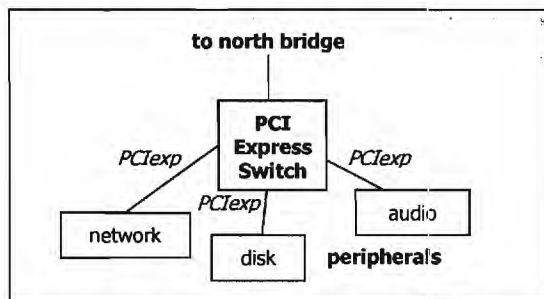 to north bridge
PCI
Express
Switch
PCIexp
PCIexp
PCIexp
network
disk
audio
peripherals